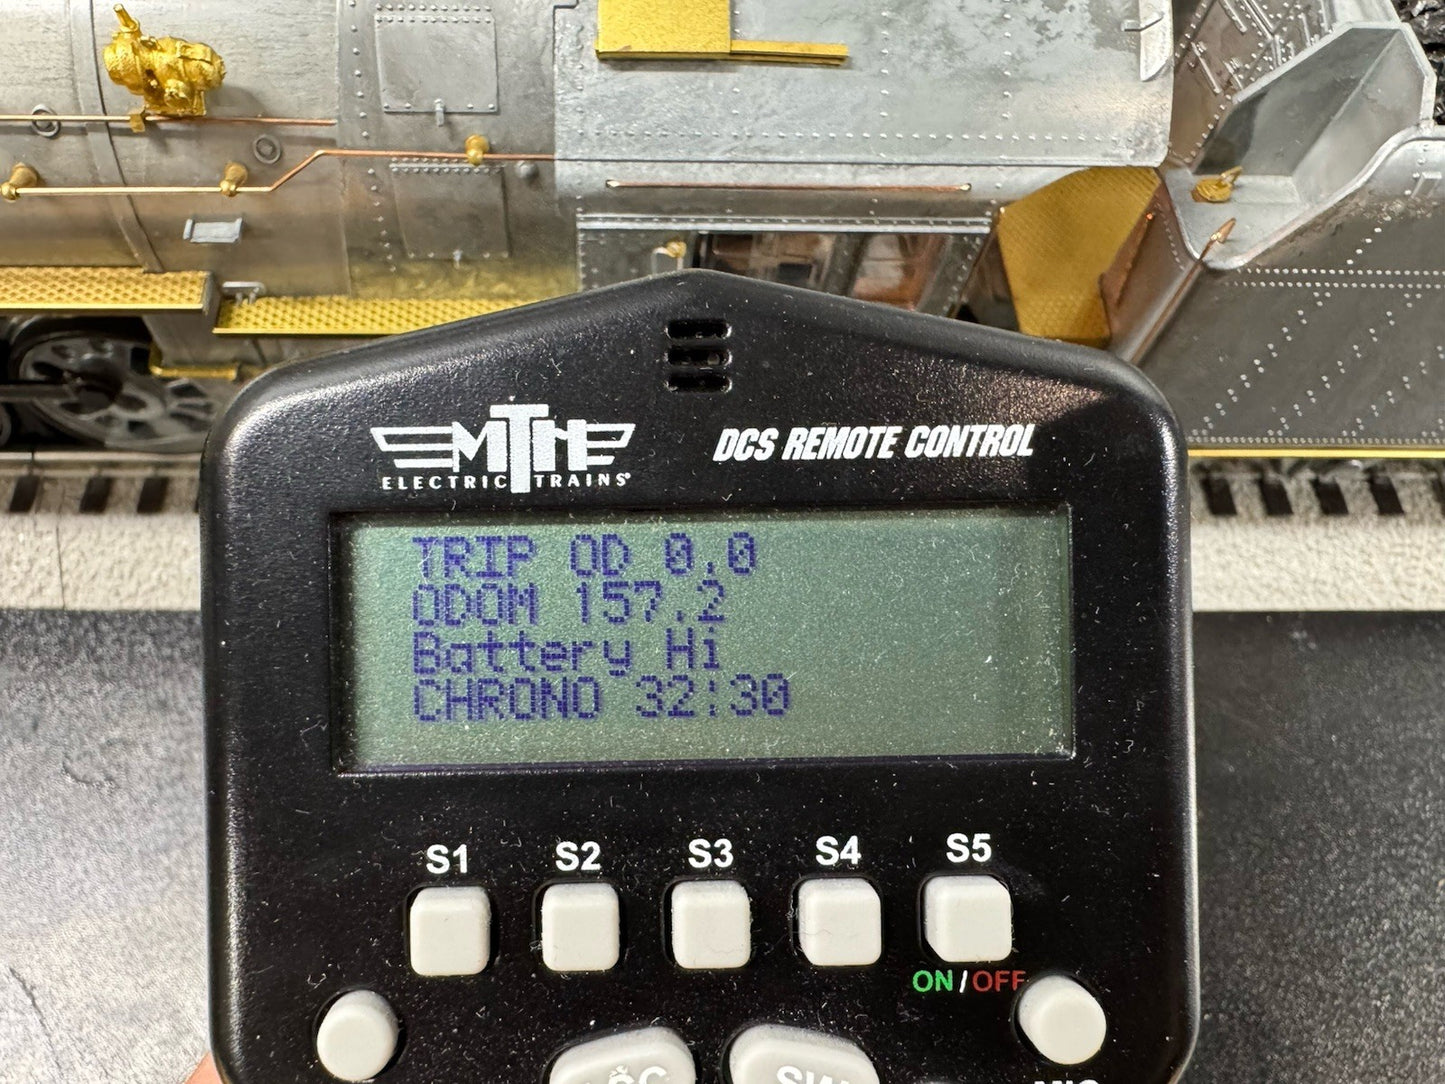 MTH
ELECTRIC TRAINS®
DCS REMOTE CONTROL
TRIP OD 0.0
ODOM 157.2
Battery Hi
CHRONO 32:30
S1 S2 S3 S4 S5
ON/OFF